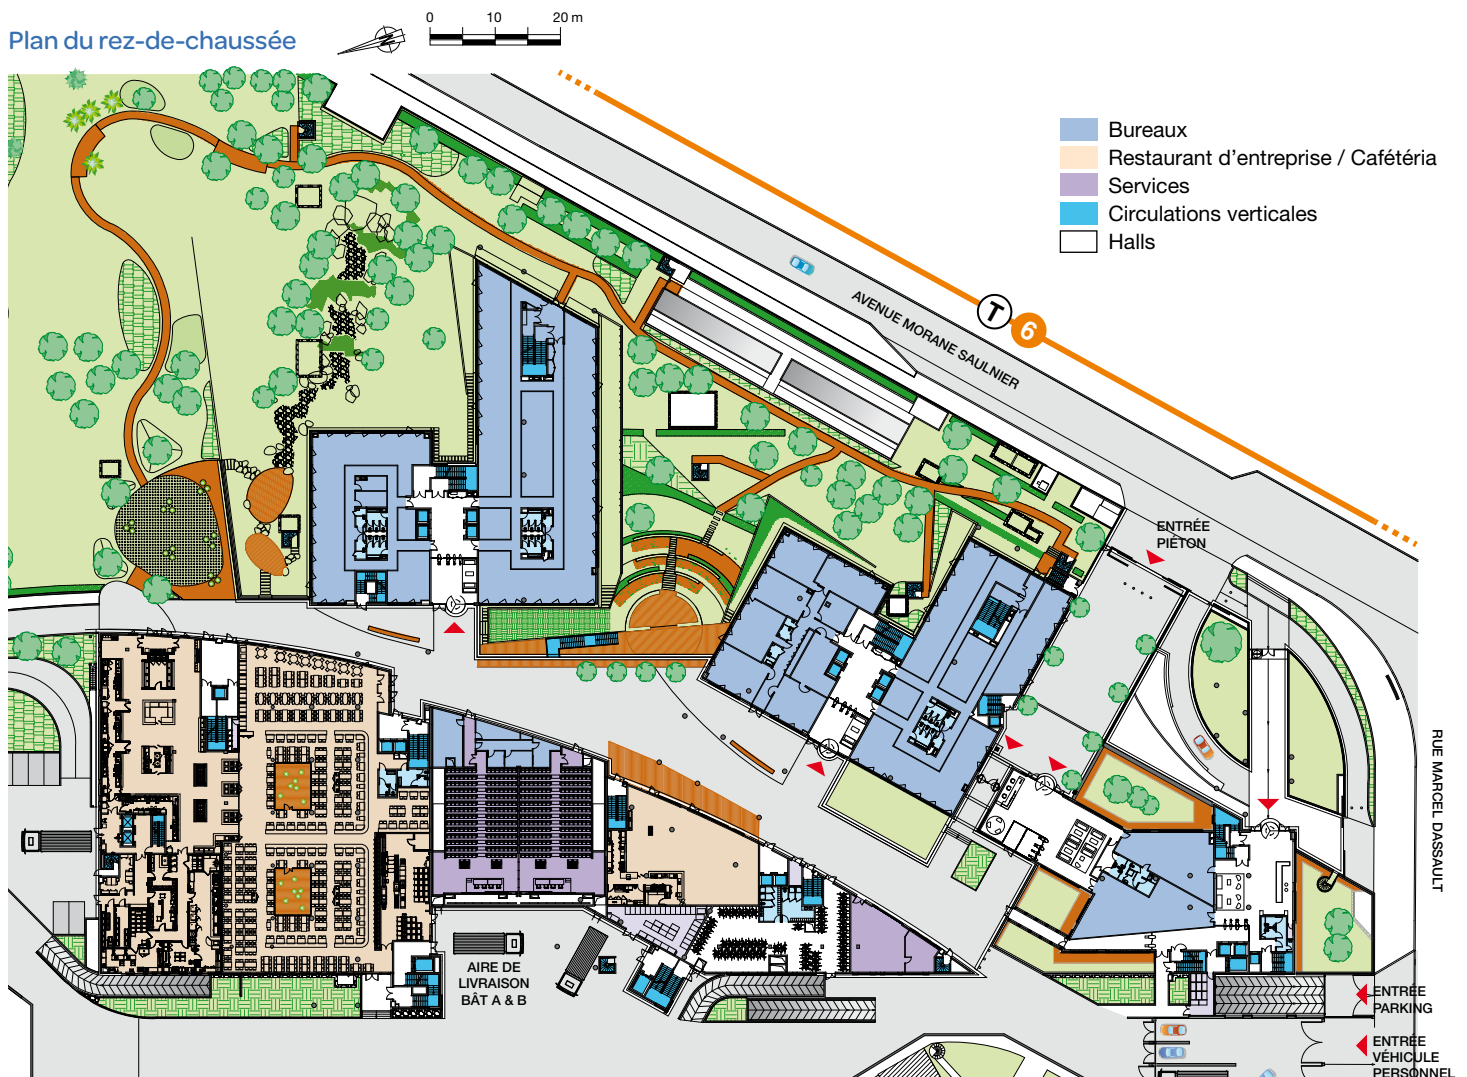 Plan du rez-de-chaussée
0 10 20 m
Bureaux
Restaurant d'entreprise / Cafétéria
Services
Circulations verticales
Halls
T
6
AVENUE MORANE SAULNIER
ENTRÉE
PIÉTON
RUE MARCEL DASSAULT
AIRE DE
LIVRAISON
BÂT A & B
ENTRÉE
PARKING
ENTRÉE
VÉHICULE
PERSONNEL